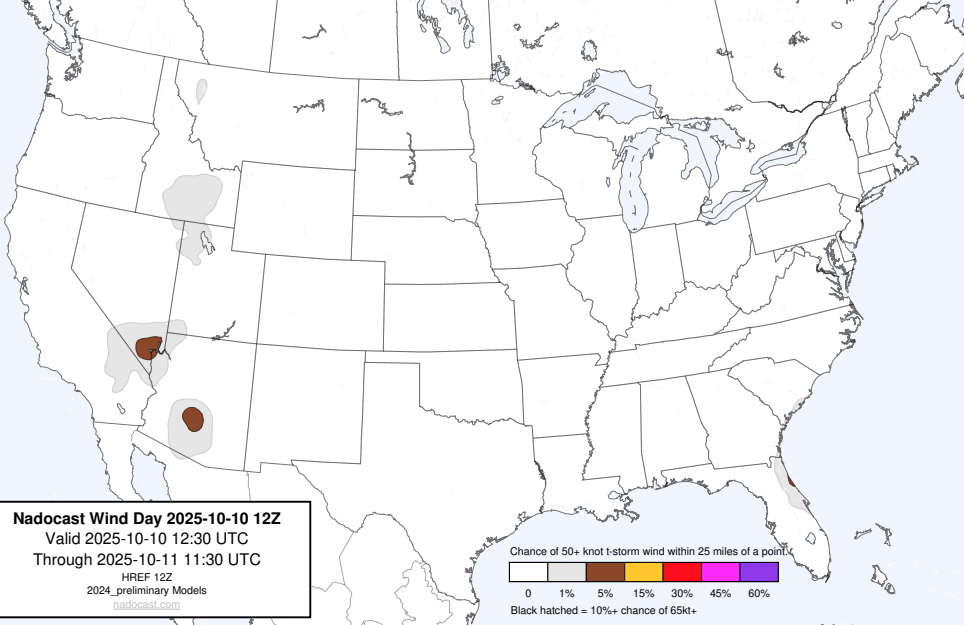 Nadocast Wind Day 2025-10-10 12Z
Valid 2025-10-10 12:30 UTC
Through 2025-10-11 11:30 UTC
HREF 12Z
2024_preliminary Models
nadocast.com
Chance of 50+ knot t-storm wind within 25 miles of a point.
0 1% 5% 15% 30% 45% 60%
Black hatched = 10%+ chance of 65kt+